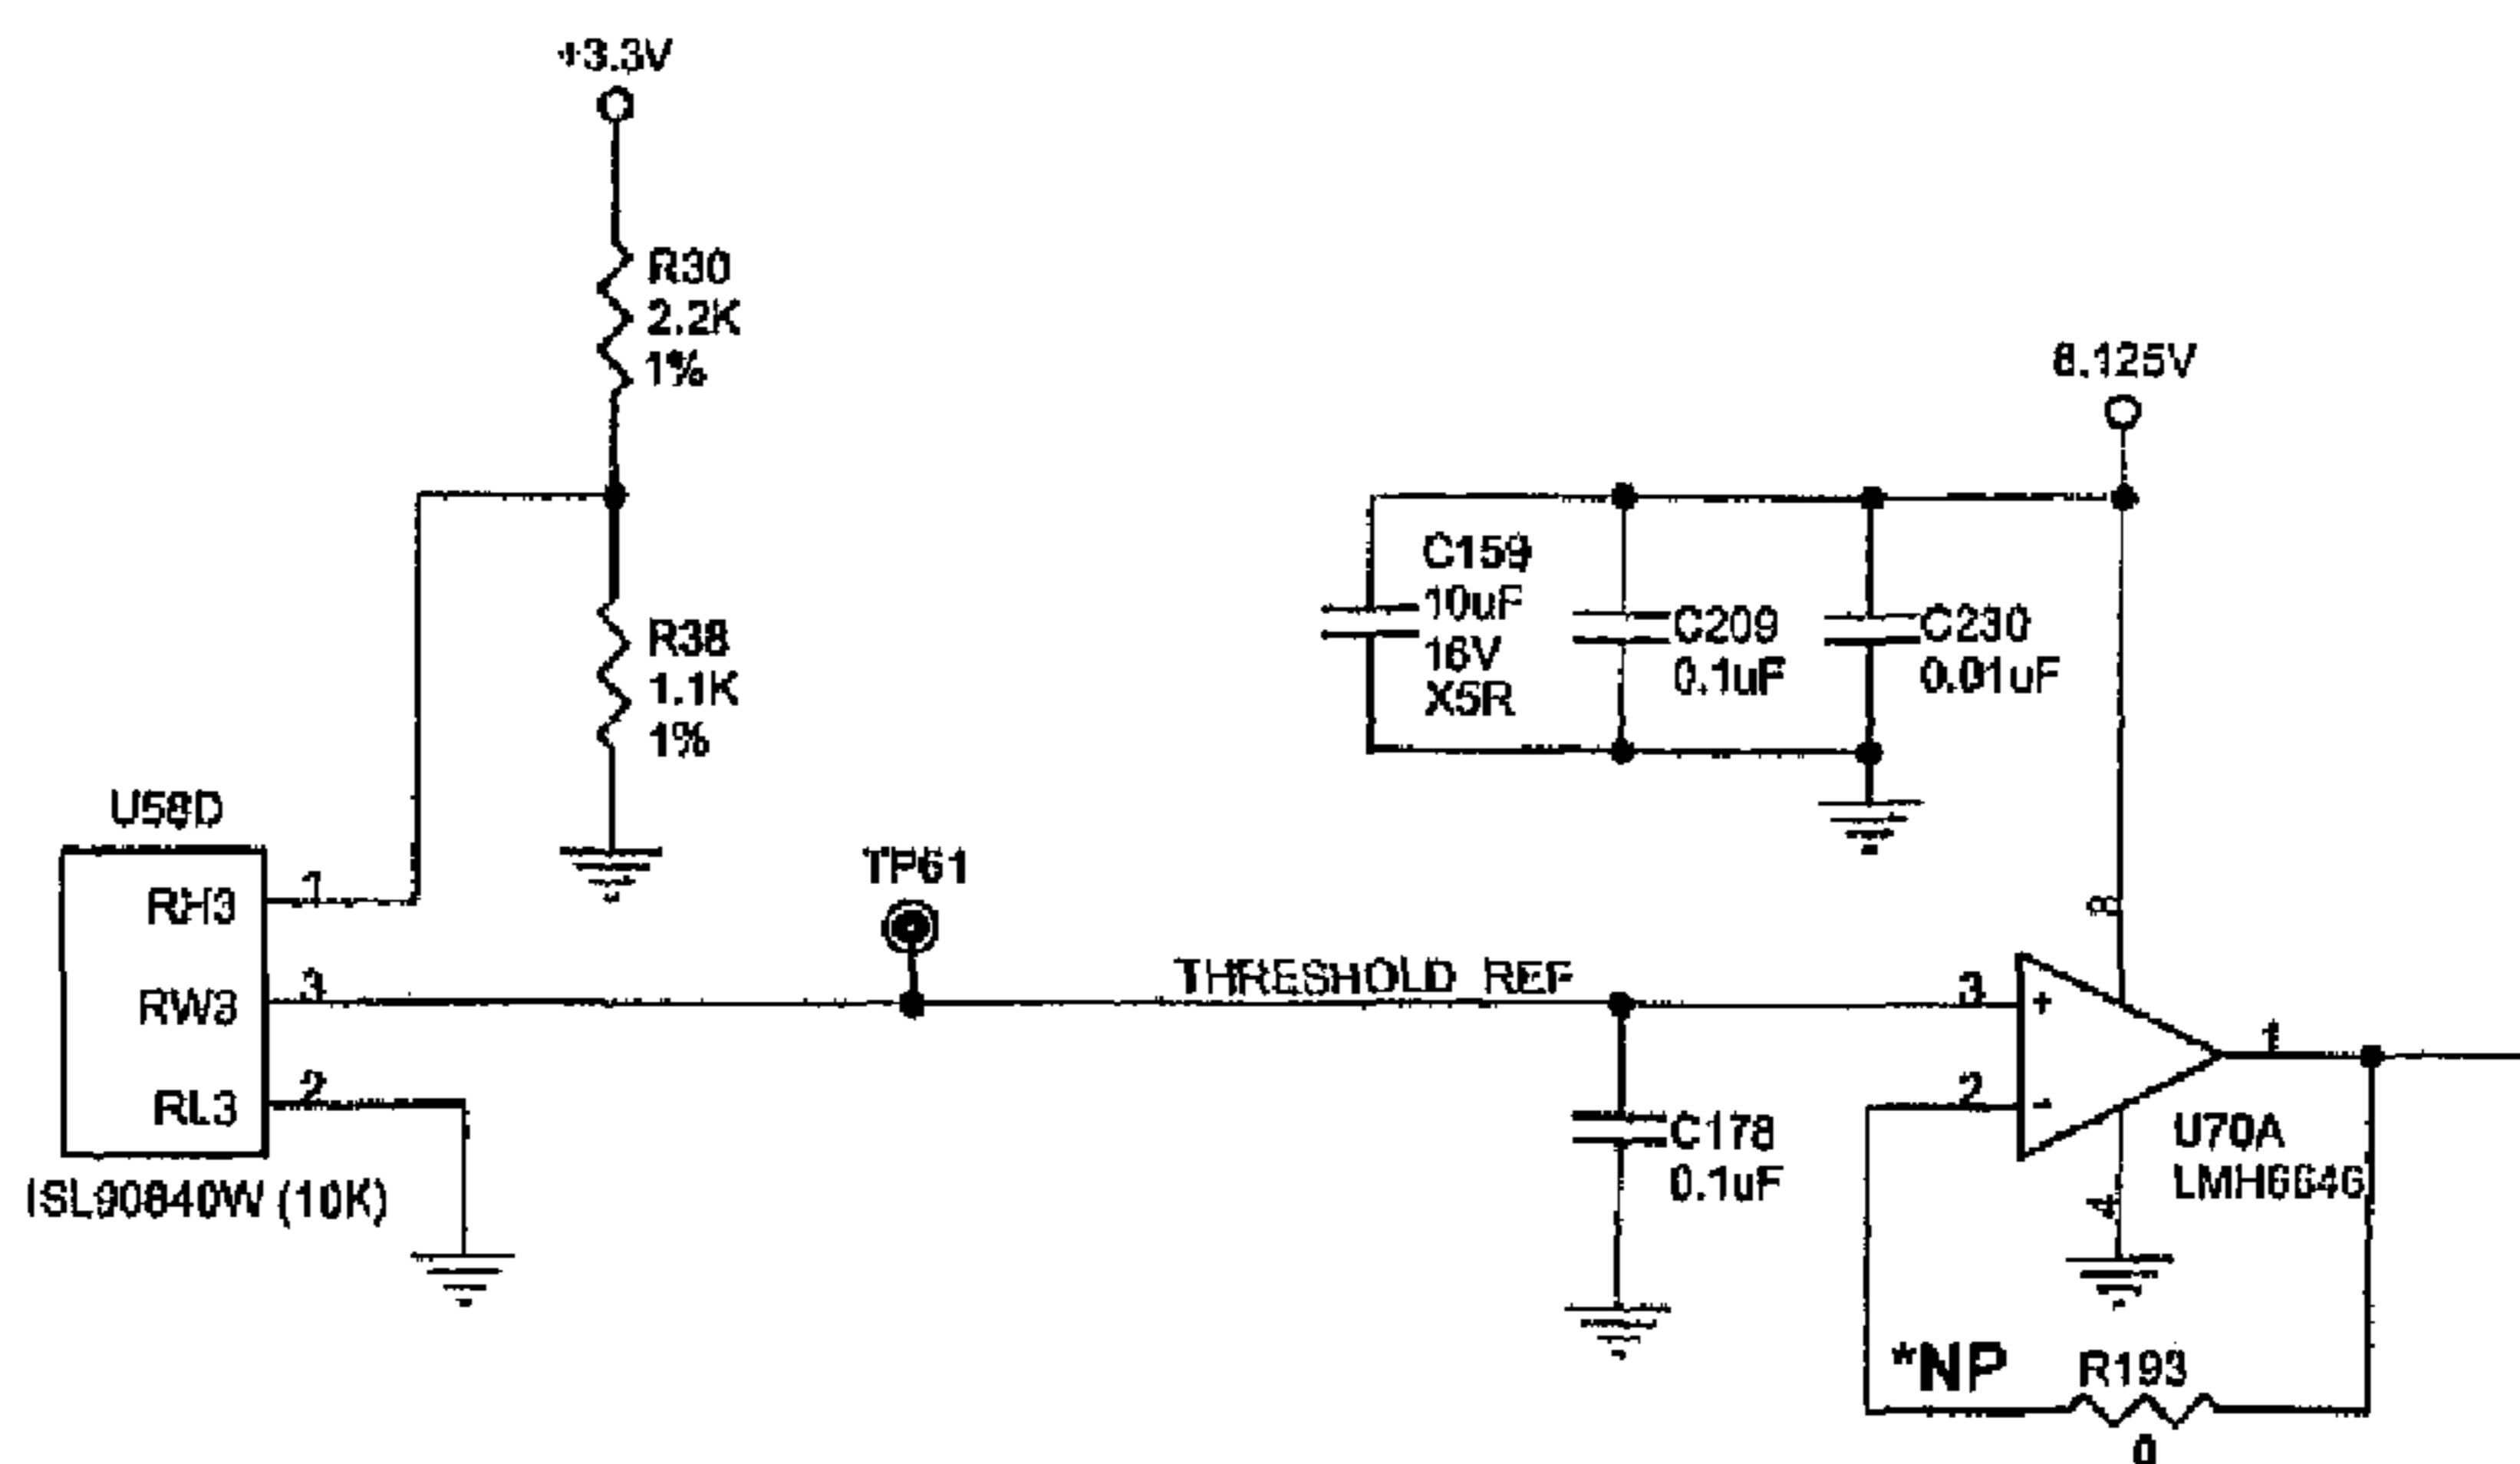 +3.3V
R30
2.2K
1%
R38
1.1K
1%
6.125V
C159
10uF
16V
X5R
C209
0.1uF
C230
0.01uF
U58D
RH3
1
RW3
3
RL3
2
ISL90840W (10K)
TP61
THRESHOLD_REF
C178
0.1uF
8
3
+
2
-
1
4
U70A
LMH6646
*NP
R193
0